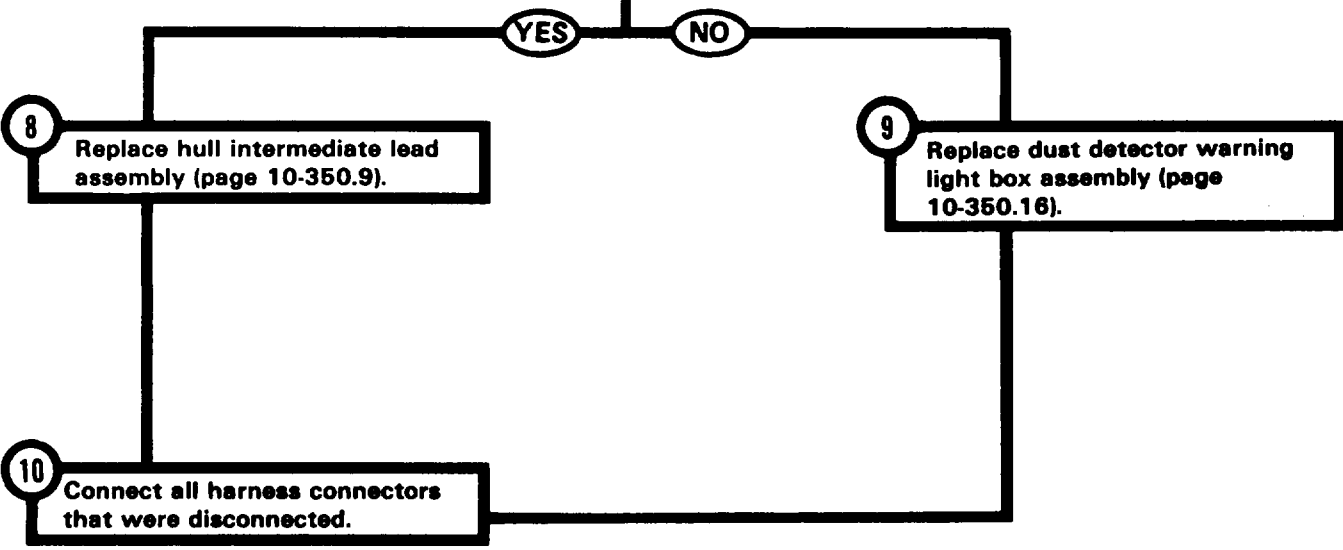 YES NO
8
Replace hull intermediate lead
assembly (page 10-350.9).
9
Replace dust detector warning
light box assembly (page
10-350.16).
10
Connect all harness connectors
that were disconnected.